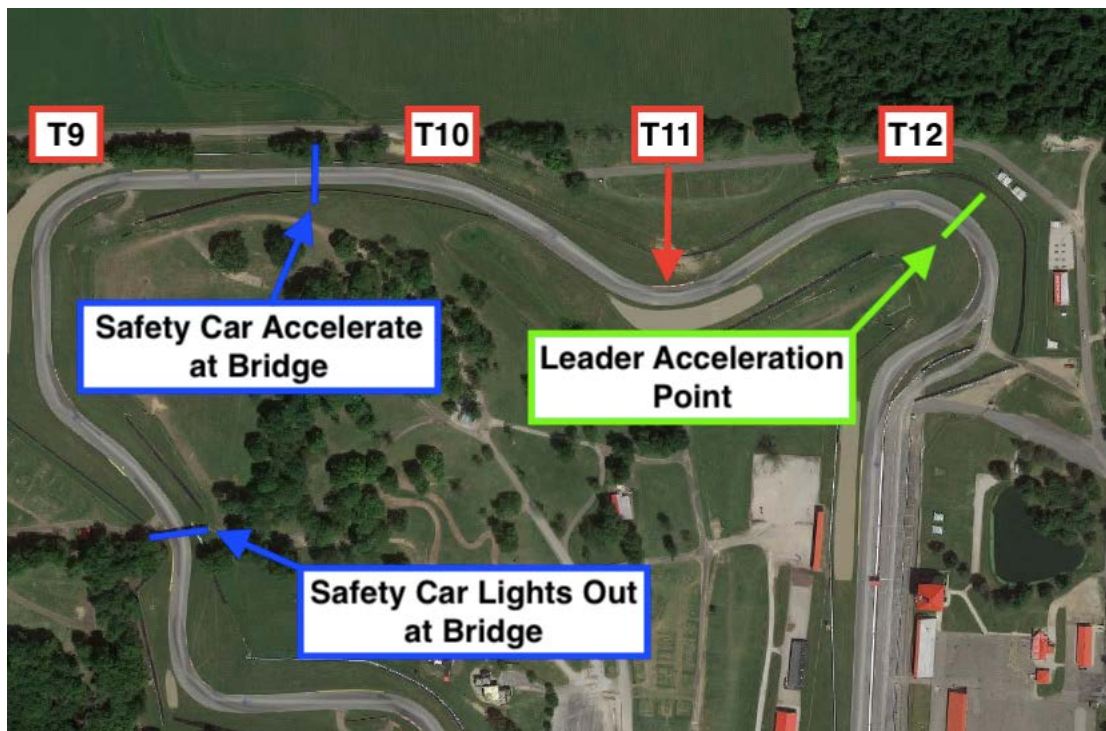 T9
T10
T11
T12
Safety Car Accelerate
at Bridge
Leader Acceleration
Point
Safety Car Lights Out
at Bridge